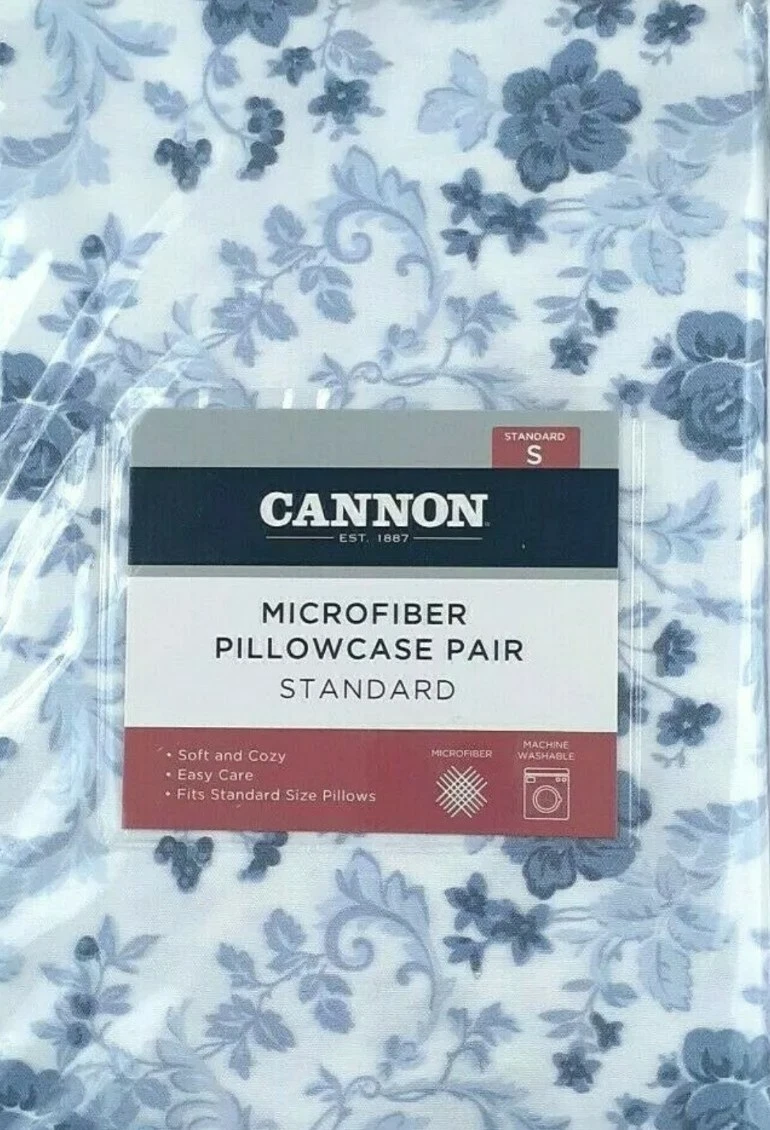 STANDARD
S
CANNON
EST. 1887
MICROFIBER
PILLOWCASE PAIR
STANDARD
• Soft and Cozy
• Easy Care
• Fits Standard Size Pillows
MICROFIBER
MACHINE
WASHABLE